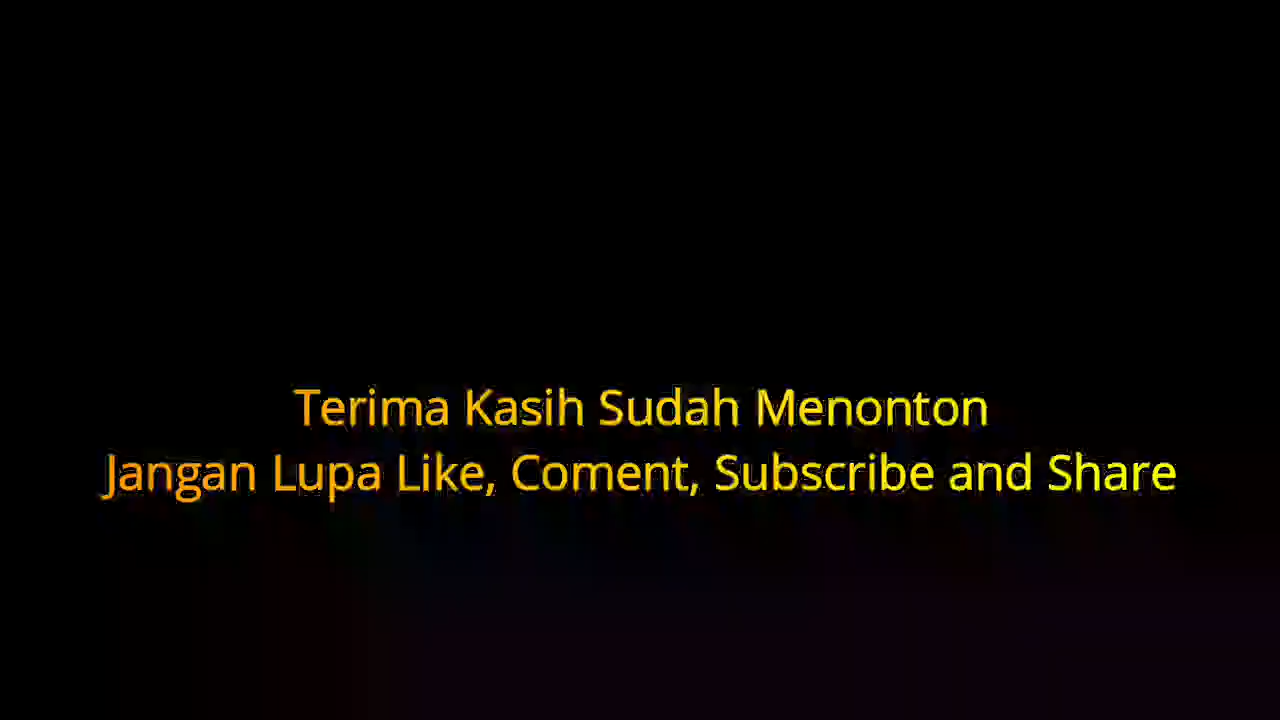 Terima Kasih Sudah Menonton
Jangan Lupa Like, Coment, Subscribe and Share